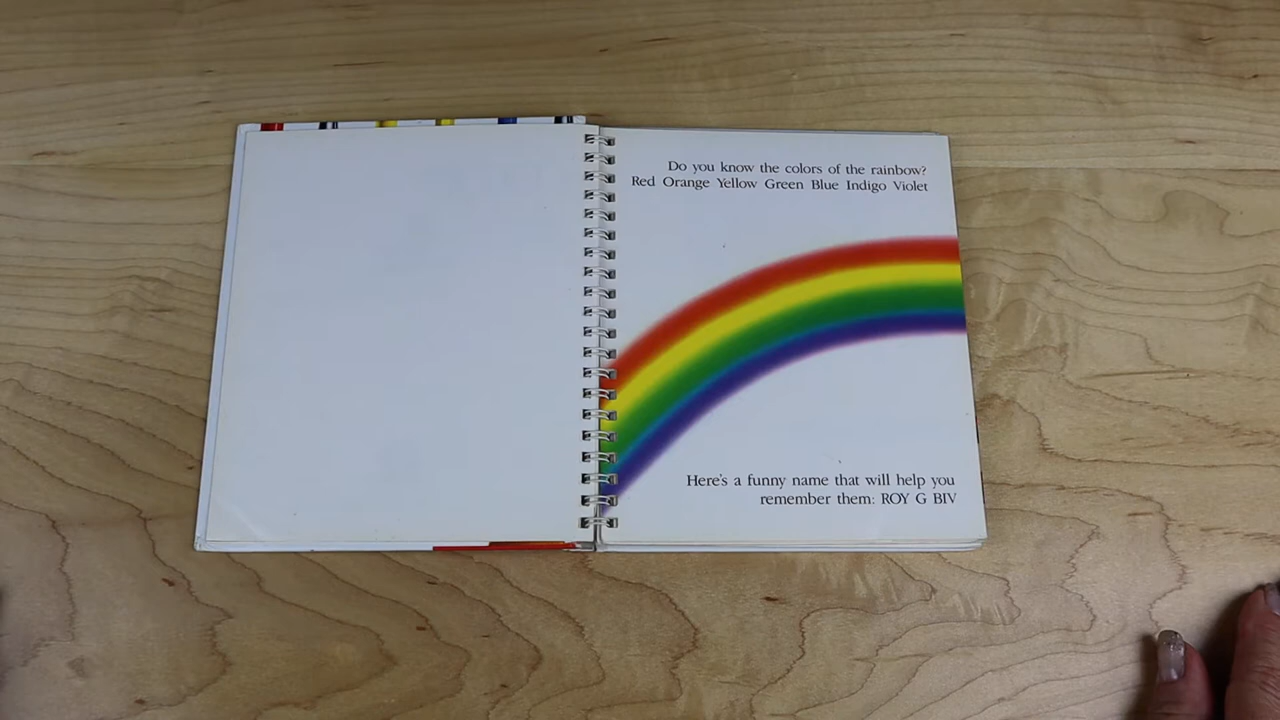 Do you know the colors of the rainbow?
Red Orange Yellow Green Blue Indigo Violet
Here's a funny name that will help you
remember them: ROY G BIV